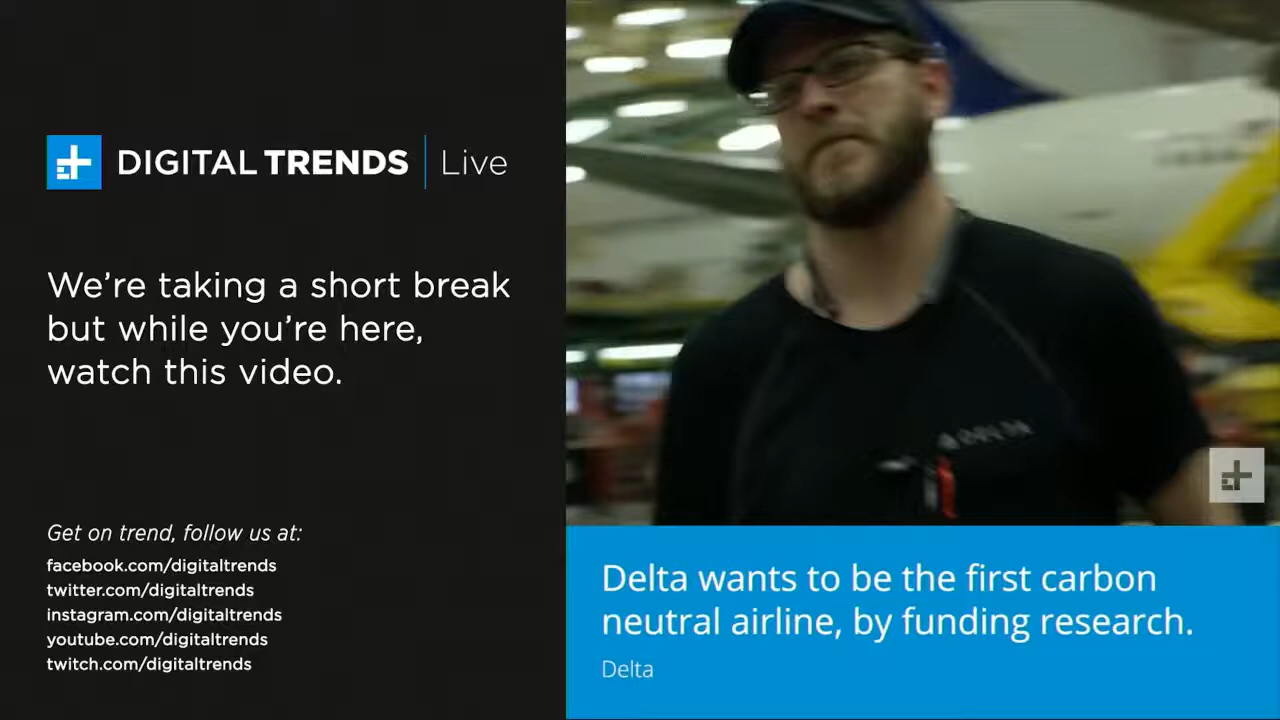 DIGITAL TRENDS | Live
We're taking a short break
but while you're here,
watch this video.
Get on trend, follow us at:
facebook.com/digitaltrends
twitter.com/digitaltrends
instagram.com/digitaltrends
youtube.com/digitaltrends
twitch.com/digitaltrends
DELTA
Delta wants to be the first carbon
neutral airline, by funding research.
Delta